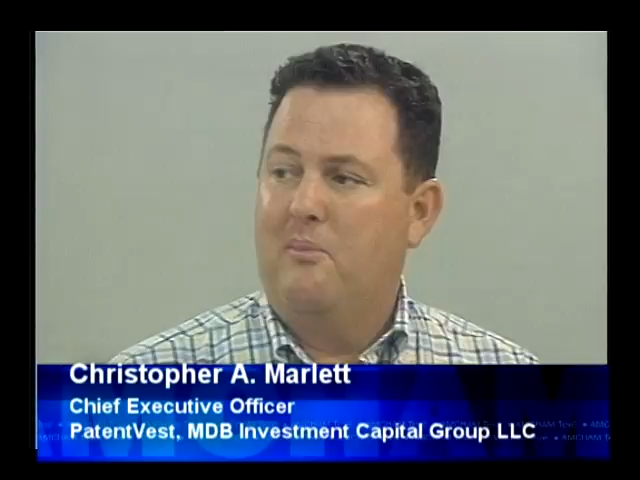 Christopher A. Marlett
Chief Executive Officer
PatentVest, MDB Investment Capital Group LLC